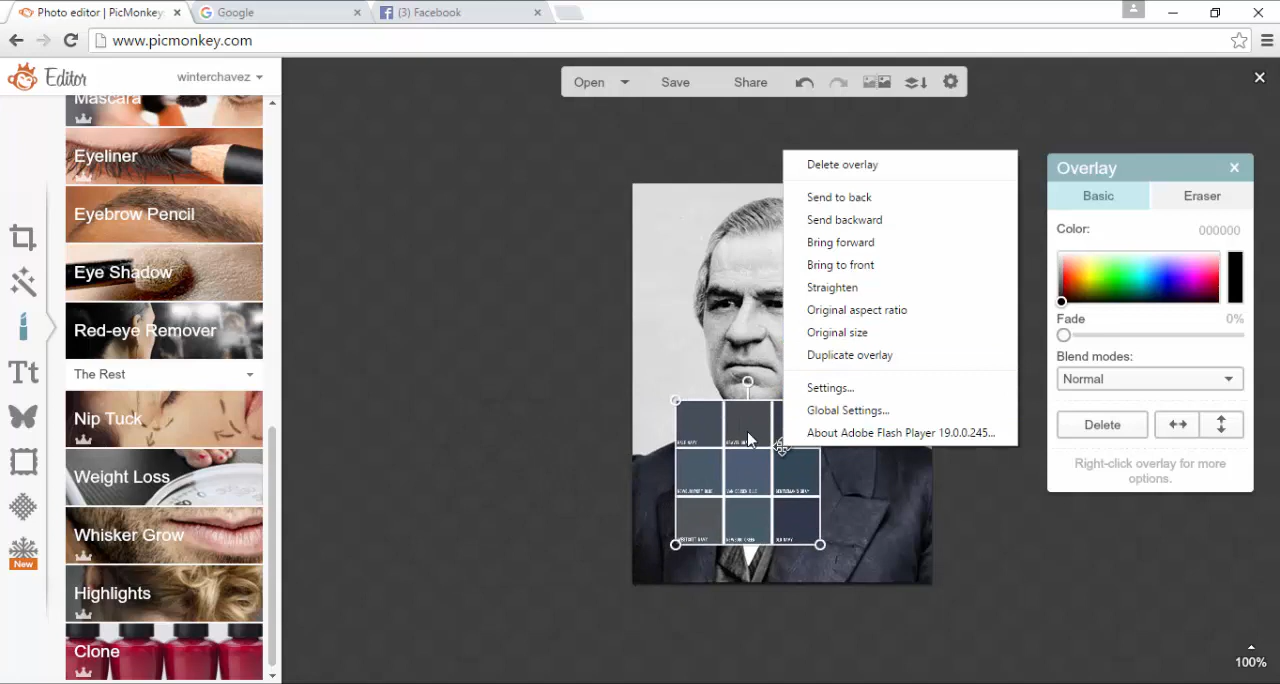 Photo editor | PicMonkey
Google
(3) Facebook
www.picmonkey.com
Editor
winterchavez
Open
Save
Share
Mascara
Eyeliner
Eyebrow Pencil
Eye Shadow
Red-eye Remover
The Rest
Nip Tuck
Weight Loss
Whisker Grow
Highlights
Clone
Tt
New
Delete overlay
Send to back
Send backward
Bring forward
Bring to front
Straighten
Original aspect ratio
Original size
Duplicate overlay
Settings...
Global Settings...
About Adobe Flash Player 19.0.0.245...
Overlay
Basic
Eraser
Color:
000000
Fade
0%
Blend modes:
Normal
Delete
Right-click overlay for more
options.
100%